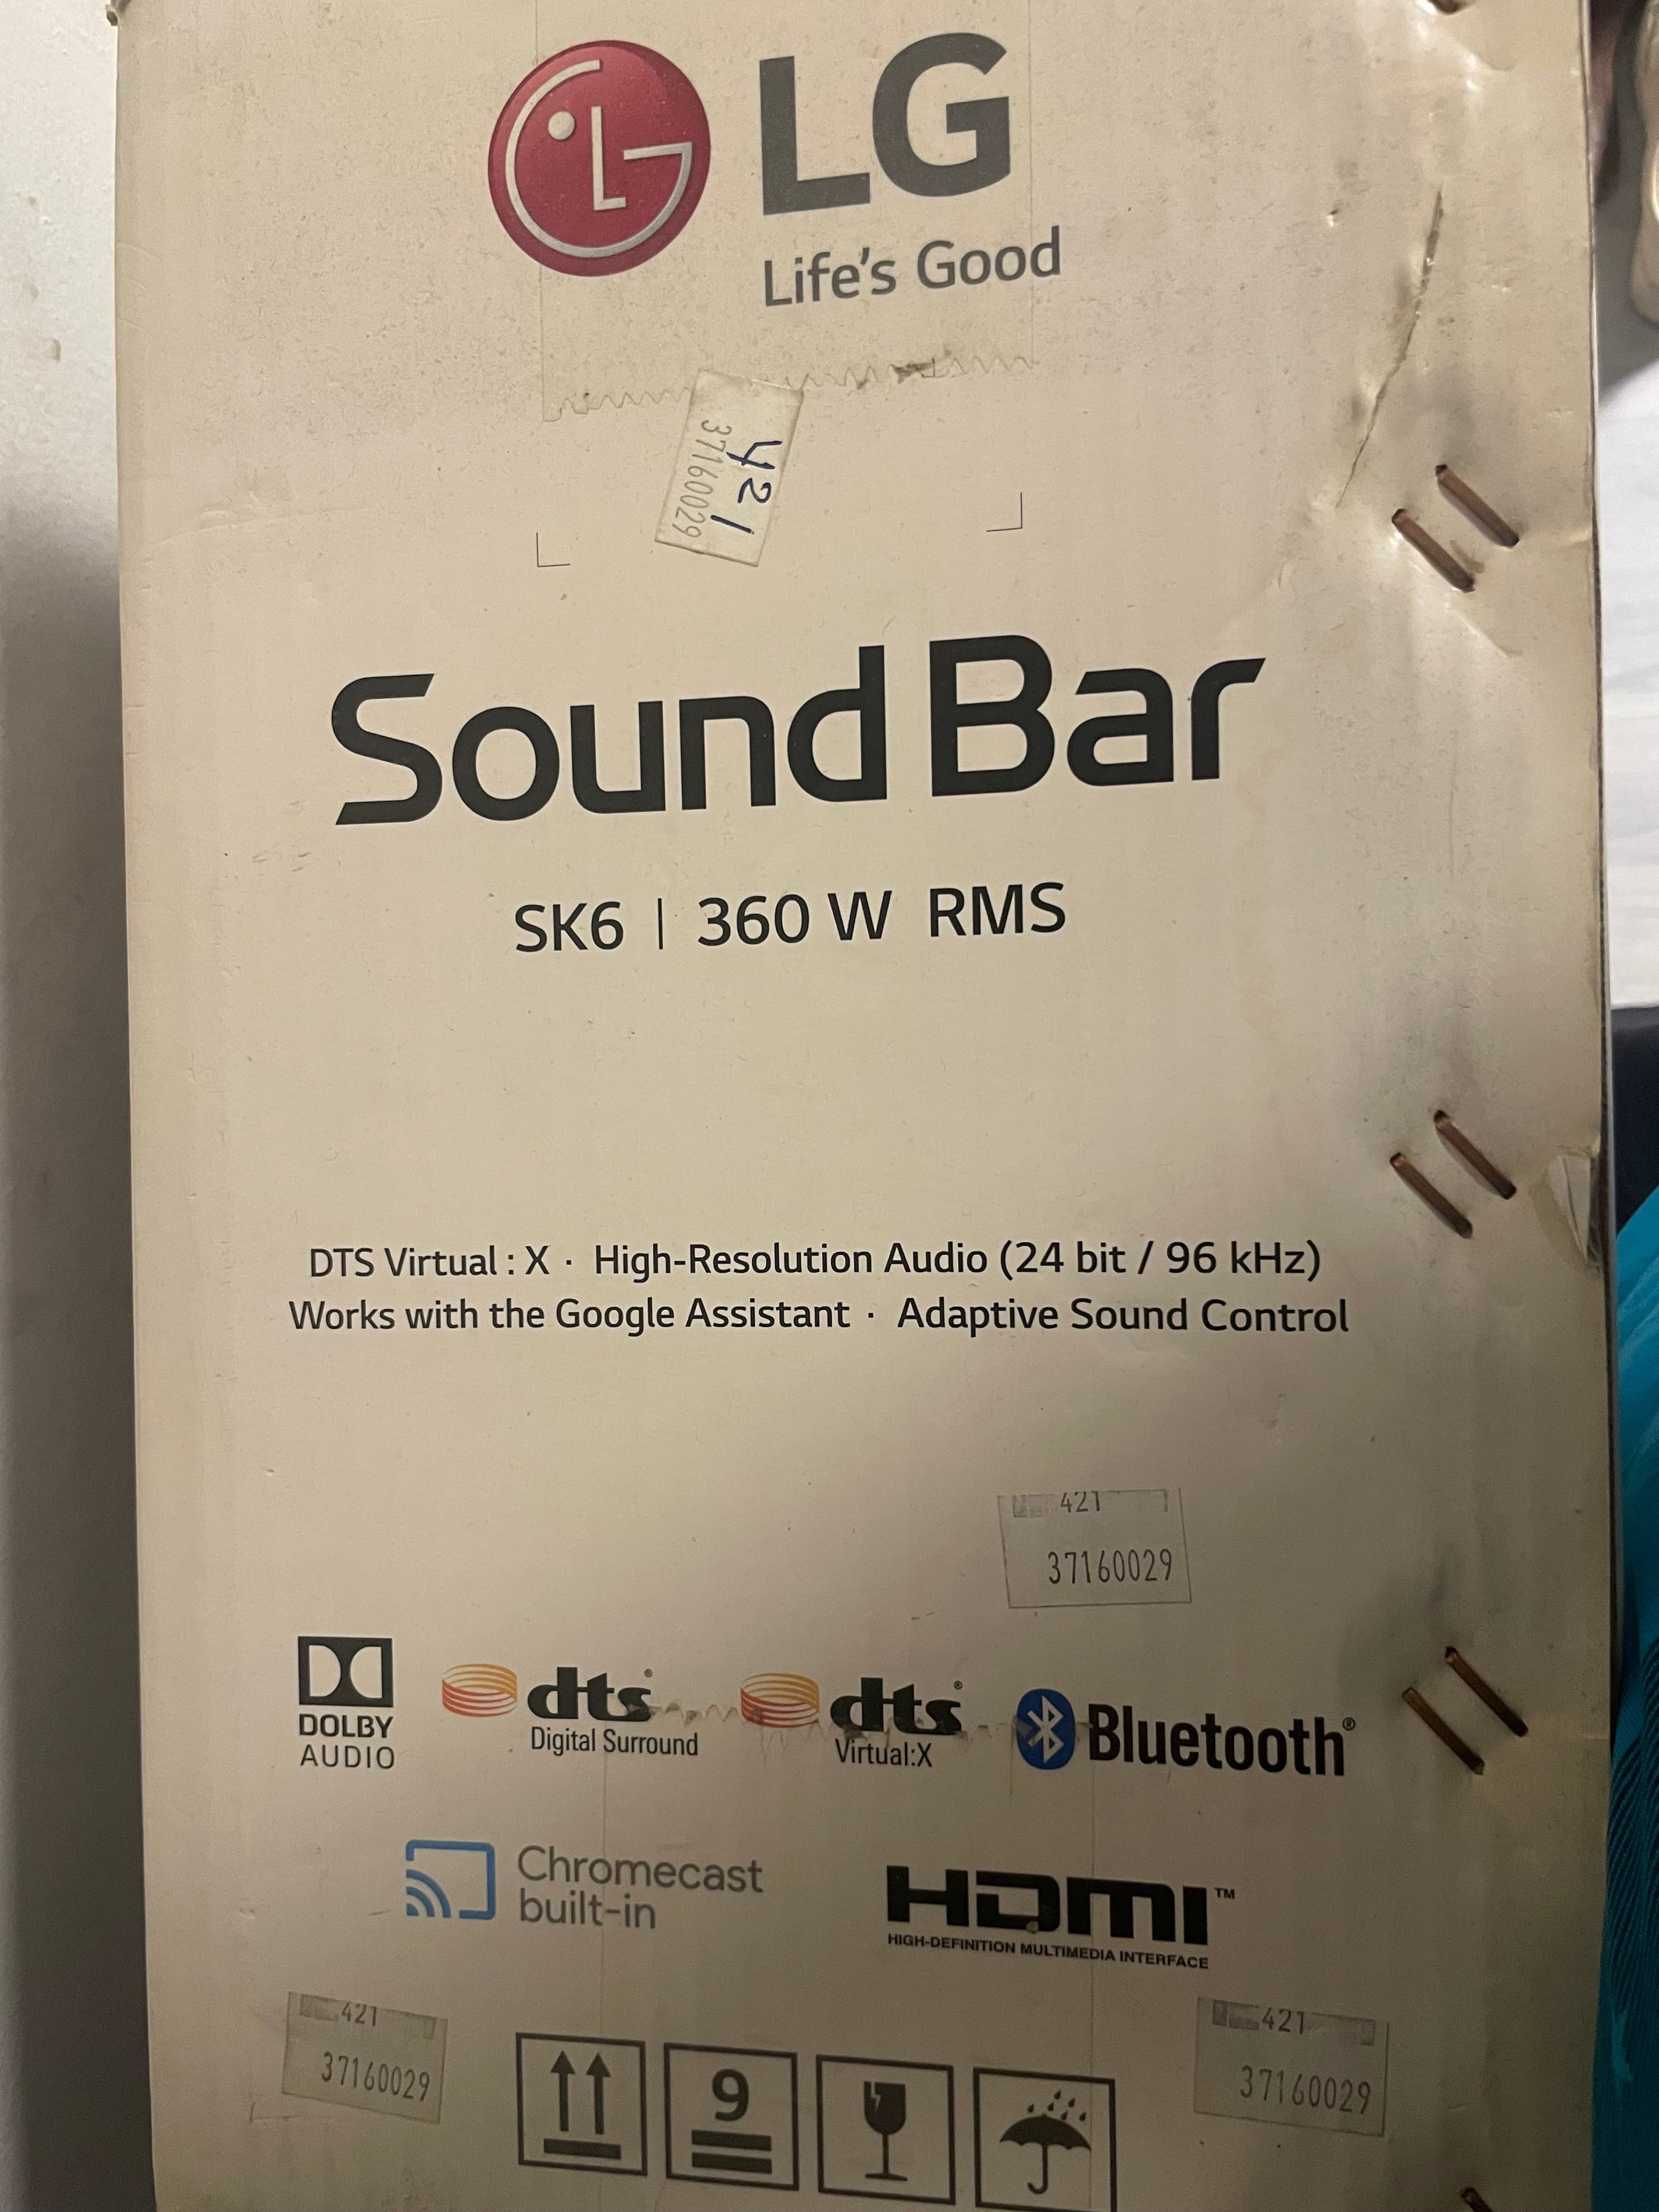 LG
Life's Good
421
37160029
Sound Bar
SK6 | 360 W RMS
DTS Virtual : X · High-Resolution Audio (24 bit / 96 kHz)
Works with the Google Assistant · Adaptive Sound Control
421
37160029
DOLBY
AUDIO
dts®
Digital Surround
dts®
Virtual:X
Bluetooth®
Chromecast
built-in
HDMI™
HIGH-DEFINITION MULTIMEDIA INTERFACE
421
37160029
9
421
37160029